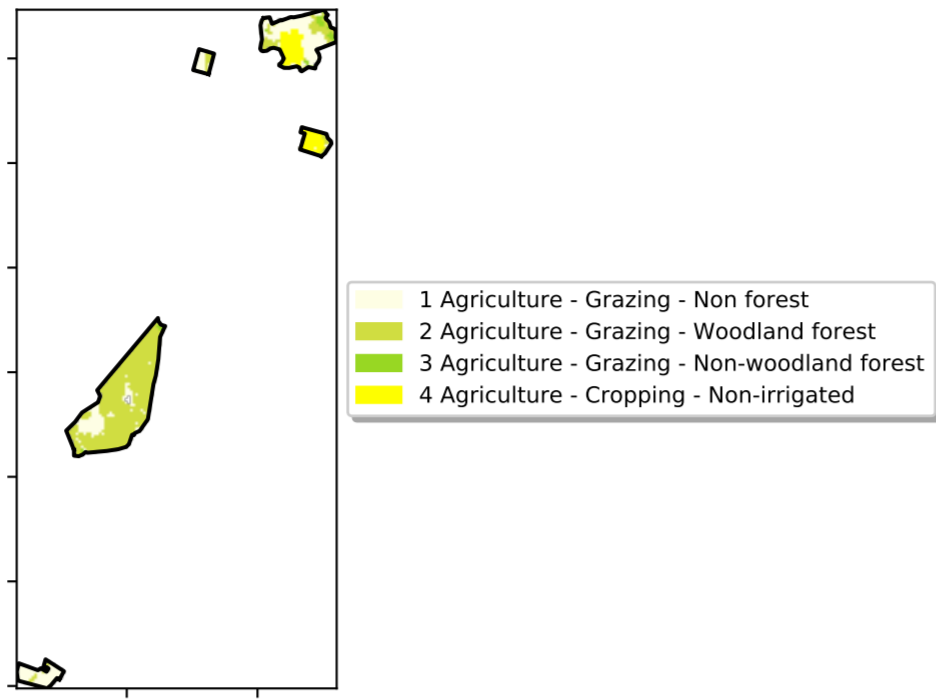 1 Agriculture - Grazing - Non forest
2 Agriculture - Grazing - Woodland forest
3 Agriculture - Grazing - Non-woodland forest
4 Agriculture - Cropping - Non-irrigated